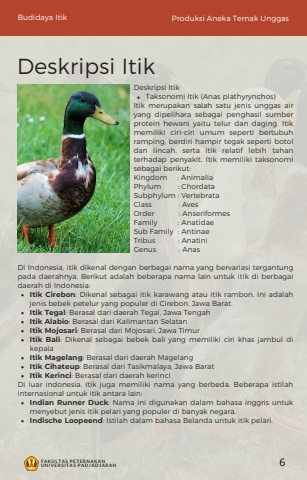 Budidaya Itik
Produksi Aneka Ternak Unggas
Deskripsi Itik
Deskripsi Itik
• Taksonomi Itik (Anas plathyrynchos)
Itik merupakan salah satu jenis unggas air
yang dipelihara sebagai penghasil sumber
protein hewani yaitu telur dan daging. Itik
memiliki ciri-ciri umum seperti bertubuh
ramping, berdiri hampir tegak seperti botol
dan lincah, serta itik relatif lebih tahan
terhadap penyakit. Itik memiliki taksonomi
sebagai berikut:
Kingdom : Animalia
Phylum : Chordata
Subphylum : Vertebrata
Class : Aves
Order : Anseriformes
Family : Anatidae
Sub Family : Antinae
Tribus : Anatini
Genus : Anas
Di Indonesia, itik dikenal dengan berbagai nama yang bervariasi tergantung
pada daerahnya. Berikut adalah beberapa nama lain untuk itik di berbagai
daerah di Indonesia:
• Itik Cirebon: Dikenal sebagai itik karawang atau itik rambon. Ini adalah
jenis bebek petelur yang populer di Cirebon, Jawa Barat.
• Itik Tegal: Berasal dari daerah Tegal, Jawa Tengah
• Itik Alabio: Berasal dari Kalimantan Selatan
• Itik Mojosari: Berasal dari Mojosari, Jawa Timur
• Itik Bali: Dikenal sebagai bebek bali yang memiliki ciri khas jambul di
kepala
• Itik Magelang: Berasal dari daerah Magelang
• Itik Cihateup: Berasal dari Tasikmalaya, Jawa Barat
• Itik Kerinci: Berasal dari daerah kerinci
Di luar indonesia, itik juga memiliki nama yang berbeda. Beberapa istilah
internasional untuk itik antara lain:
• Indian Runner Duck: Nama ini digunakan dalam bahasa inggris untuk
menyebut jenis itik pelari yang populer di banyak negara.
• Indische Loopeend: Istilah dalam bahasa Belanda untuk itik pelari.
FAKULTAS PETERNAKAN
UNIVERSITAS PADJADJARAN
6